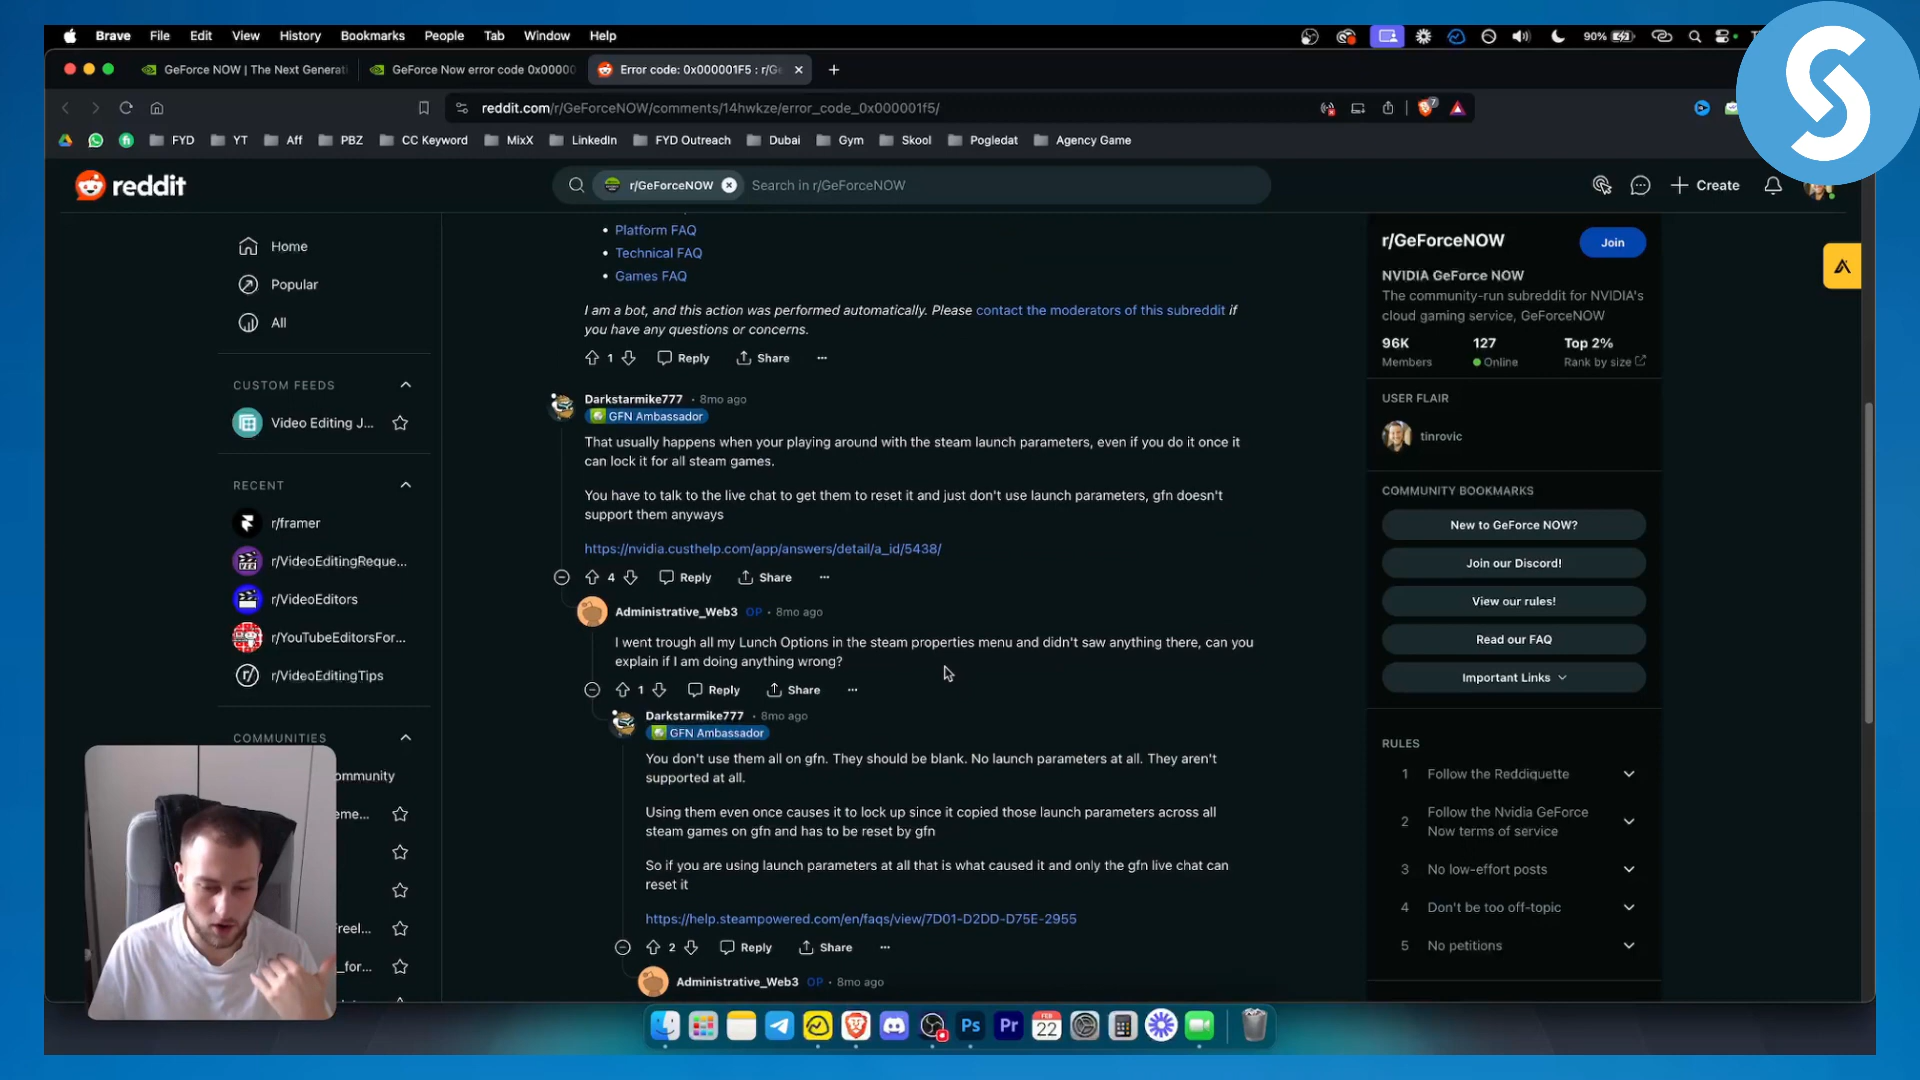 Brave File Edit View History Bookmarks People Tab Window Help 90%
GeForce NOW | The Next Generati
GeForce Now error code 0x00000
Error code: 0x000001F5 : r/Ge
reddit.com/r/GeForceNOW/comments/14hwkze/error_code_0x000001f5/
7
FYD YT Aff PBZ CC Keyword MixX LinkedIn FYD Outreach Dubai Gym Skool Pogledat Agency Game
reddit
r/GeForceNOW
Search in r/GeForceNOW
Create
Home
Popular
All
CUSTOM FEEDS
Video Editing J...
RECENT
r/framer
r/VideoEditingReque...
r/VideoEditors
r/YouTubeEditorsFor...
r/VideoEditingTips
COMMUNITIES
ommunity
eme...
Freel...
_for...
• Platform FAQ
• Technical FAQ
• Games FAQ
I am a bot, and this action was performed automatically. Please contact the moderators of this subreddit if
you have any questions or concerns.
1 Reply Share
Darkstarmike777 • 8mo ago
GFN Ambassador
That usually happens when your playing around with the steam launch parameters, even if you do it once it
can lock it for all steam games.
You have to talk to the live chat to get them to reset it and just don't use launch parameters, gfn doesn't
support them anyways
https://nvidia.custhelp.com/app/answers/detail/a_id/5438/
4 Reply Share
Administrative_Web3 OP • 8mo ago
I went trough all my Lunch Options in the steam properties menu and didn't saw anything there, can you
explain if I am doing anything wrong?
1 Reply Share
Darkstarmike777 • 8mo ago
GFN Ambassador
You don't use them all on gfn. They should be blank. No launch parameters at all. They aren't
supported at all.
Using them even once causes it to lock up since it copied those launch parameters across all
steam games on gfn and has to be reset by gfn
So if you are using launch parameters at all that is what caused it and only the gfn live chat can
reset it
https://help.steampowered.com/en/faqs/view/7D01-D2DD-D75E-2955
2 Reply Share
Administrative_Web3 OP • 8mo ago
r/GeForceNOW
Join
NVIDIA GeForce NOW
The community-run subreddit for NVIDIA's
cloud gaming service, GeForceNOW
96K 127 Top 2%
Members Online Rank by size
USER FLAIR
tinrovic
COMMUNITY BOOKMARKS
New to GeForce NOW?
Join our Discord!
View our rules!
Read our FAQ
Important Links
RULES
1 Follow the Reddiquette
2 Follow the Nvidia GeForce
Now terms of service
3 No low-effort posts
4 Don't be too off-topic
5 No petitions
Ps Pr FEB 22
S